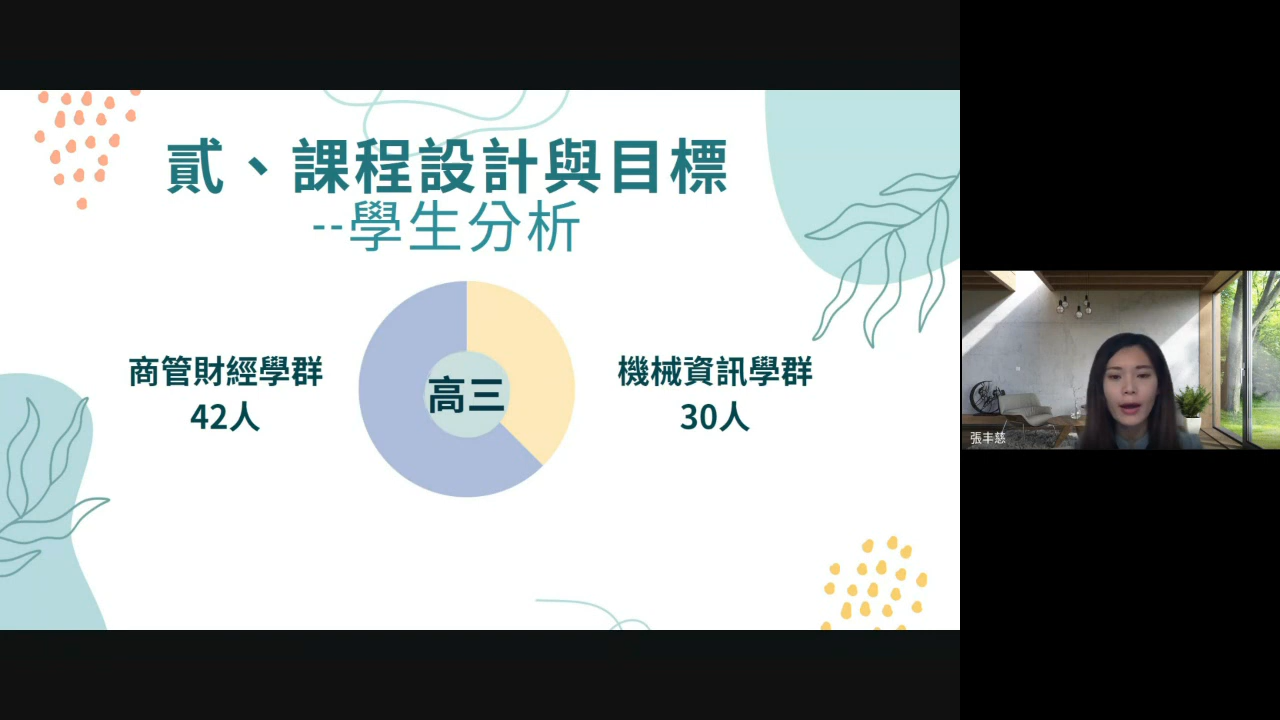 貳、課程設計與目標
--學生分析
商管財經學群
42人
高三
機械資訊學群
30人
張丰慈